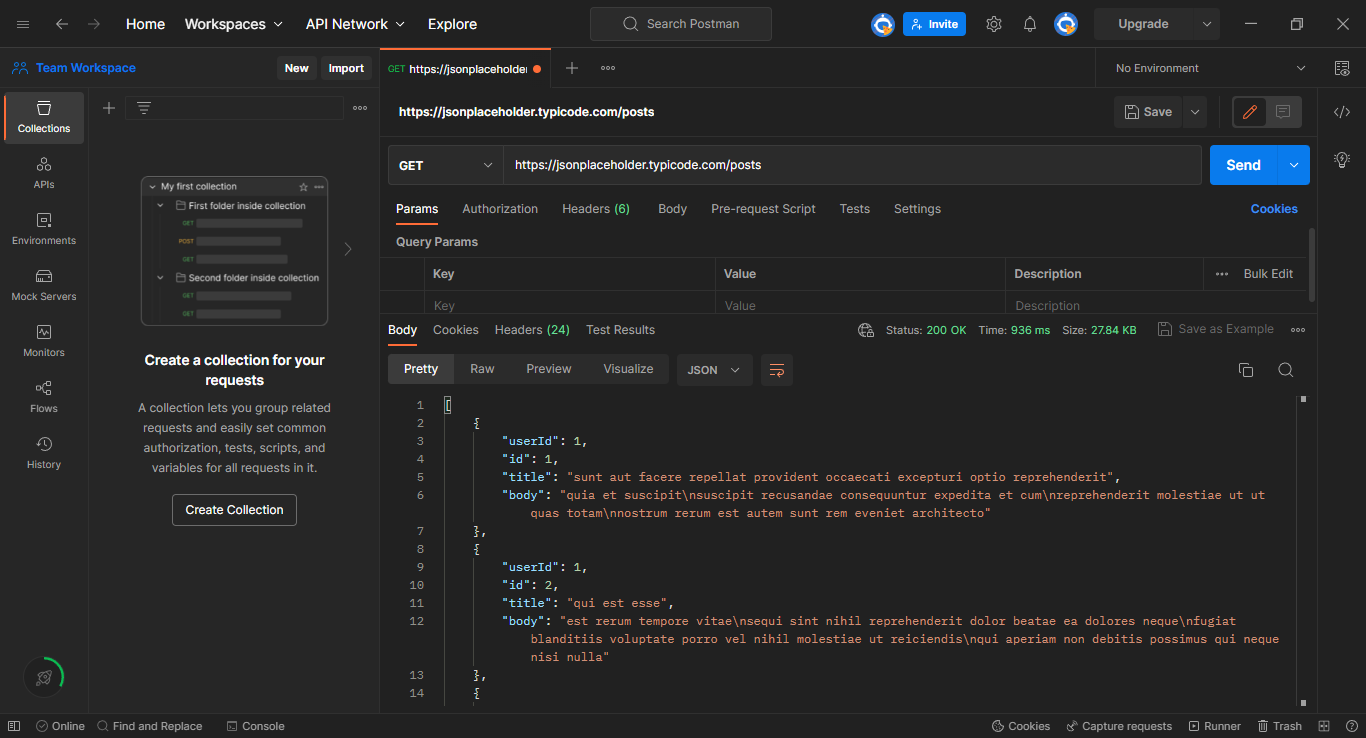 Home Workspaces API Network Explore Search Postman Invite Upgrade
Team Workspace New Import GET https://jsonplaceholder No Environment
Collections
APIs
Environments
Mock Servers
Monitors
Flows
History
My first collection
First folder inside collection
GET
POST
GET
Second folder inside collection
GET
GET
Create a collection for your
requests
A collection lets you group related
requests and easily set common
authorization, tests, scripts, and
variables for all requests in it.
Create Collection
https://jsonplaceholder.typicode.com/posts Save
GET https://jsonplaceholder.typicode.com/posts Send
Params Authorization Headers (6) Body Pre-request Script Tests Settings Cookies
Query Params
Key Value Description Bulk Edit
Key Value Description
Body Cookies Headers (24) Test Results Status: 200 OK Time: 936 ms Size: 27.84 KB Save as Example
Pretty Raw Preview Visualize JSON
1 [
2 {
3 "userId": 1,
4 "id": 1,
5 "title": "sunt aut facere repellat provident occaecati excepturi optio reprehenderit",
6 "body": "quia et suscipit\nsuscipit recusandae consequuntur expedita et cum\nreprehenderit molestiae ut ut
quas totam\nnostrum rerum est autem sunt rem eveniet architecto"
7 },
8 {
9 "userId": 1,
10 "id": 2,
11 "title": "qui est esse",
12 "body": "est rerum tempore vitae\nsequi sint nihil reprehenderit dolor beatae ea dolores neque\nfugiat
blanditiis voluptate porro vel nihil molestiae ut reiciendis\nqui aperiam non debitis possimus qui neque
nisi nulla"
13 },
14 {
Online Find and Replace Console Cookies Capture requests Runner Trash